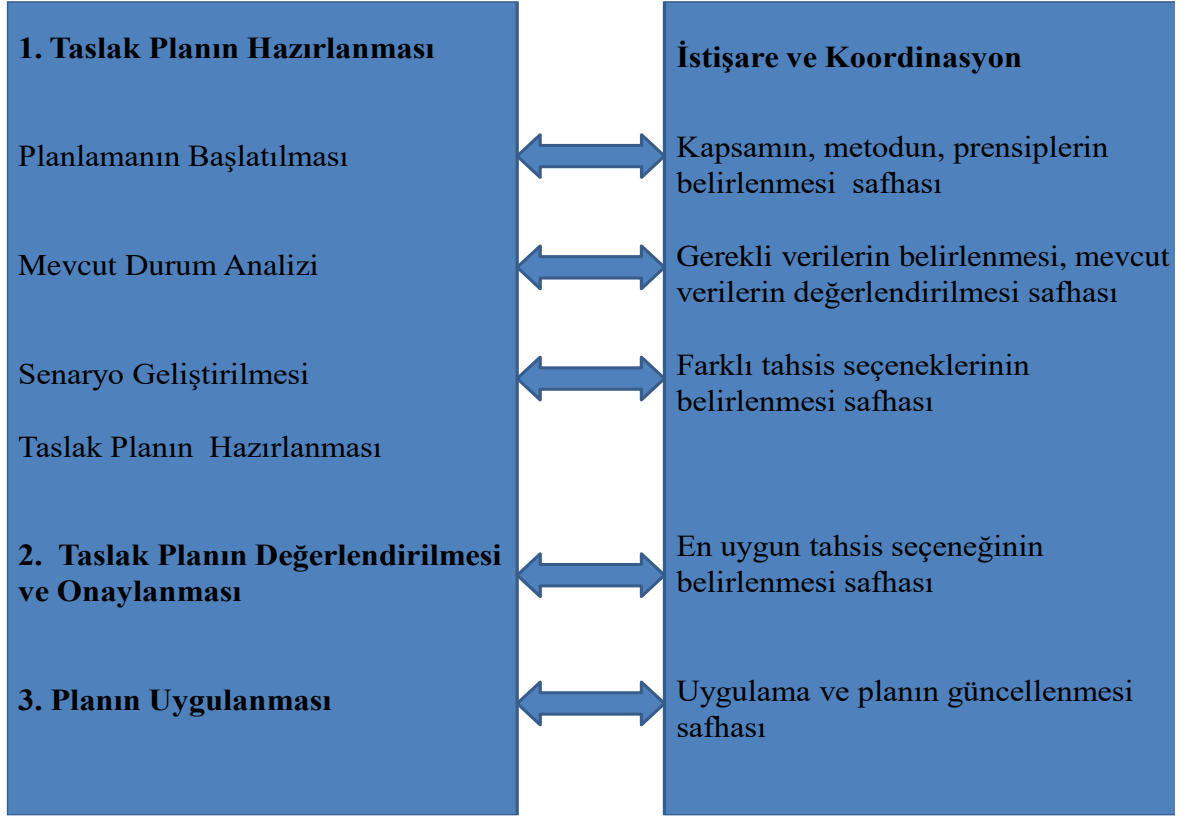 1. Taslak Planın Hazırlanması
Planlamanın Başlatılması
Mevcut Durum Analizi
Senaryo Geliştirilmesi
Taslak Planın Hazırlanması
2. Taslak Planın Değerlendirilmesi
ve Onaylanması
3. Planın Uygulanması
İstişare ve Koordinasyon
Kapsamın, metodun, prensiplerin
belirlenmesi safhası
Gerekli verilerin belirlenmesi, mevcut
verilerin değerlendirilmesi safhası
Farklı tahsis seçeneklerinin
belirlenmesi safhası
En uygun tahsis seçeneğinin
belirlenmesi safhası
Uygulama ve planın güncellenmesi
safhası